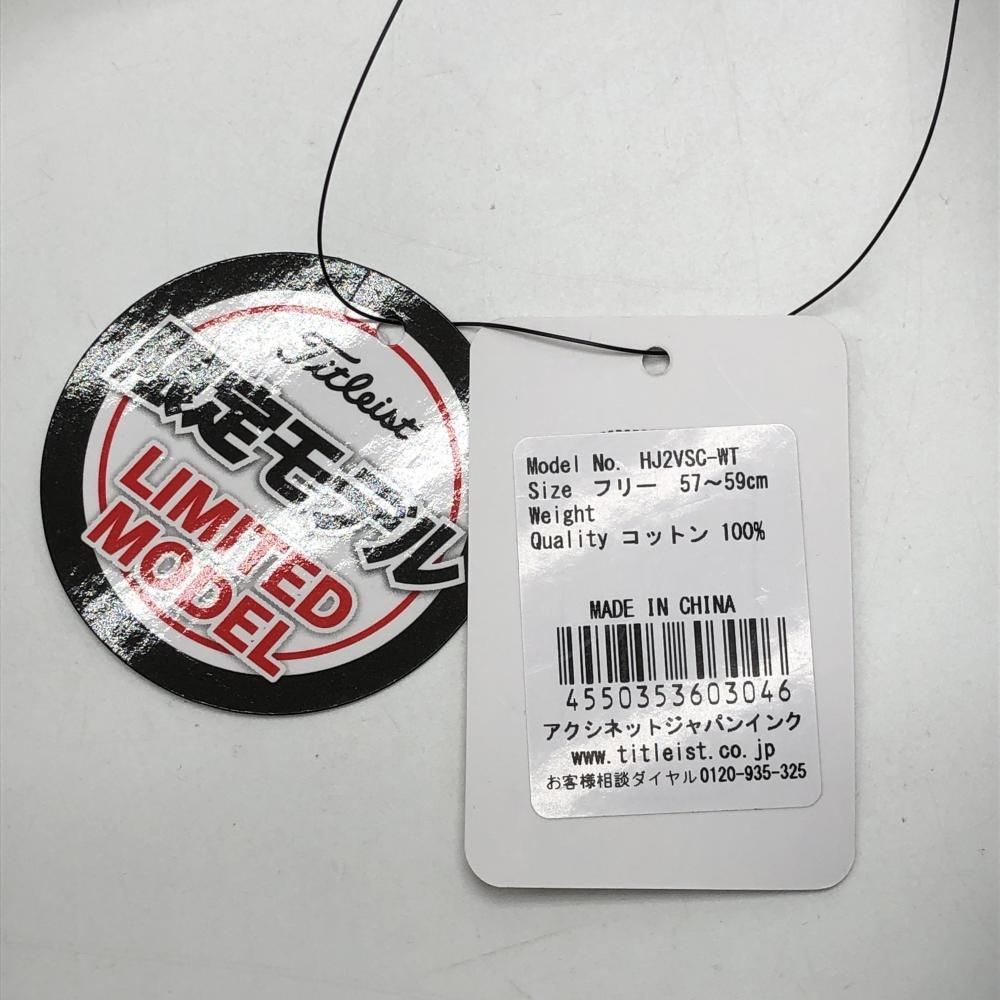 Titleist
限定モデル
LIMITED
MODEL
Model No. HJ2VSC-WT
Size フリー 57～59cm
Weight
Quality コットン 100%
MADE IN CHINA
4550353603046
アクシネットジャパンインク
www.titleist.co.jp
お客様相談ダイヤル0120-935-325